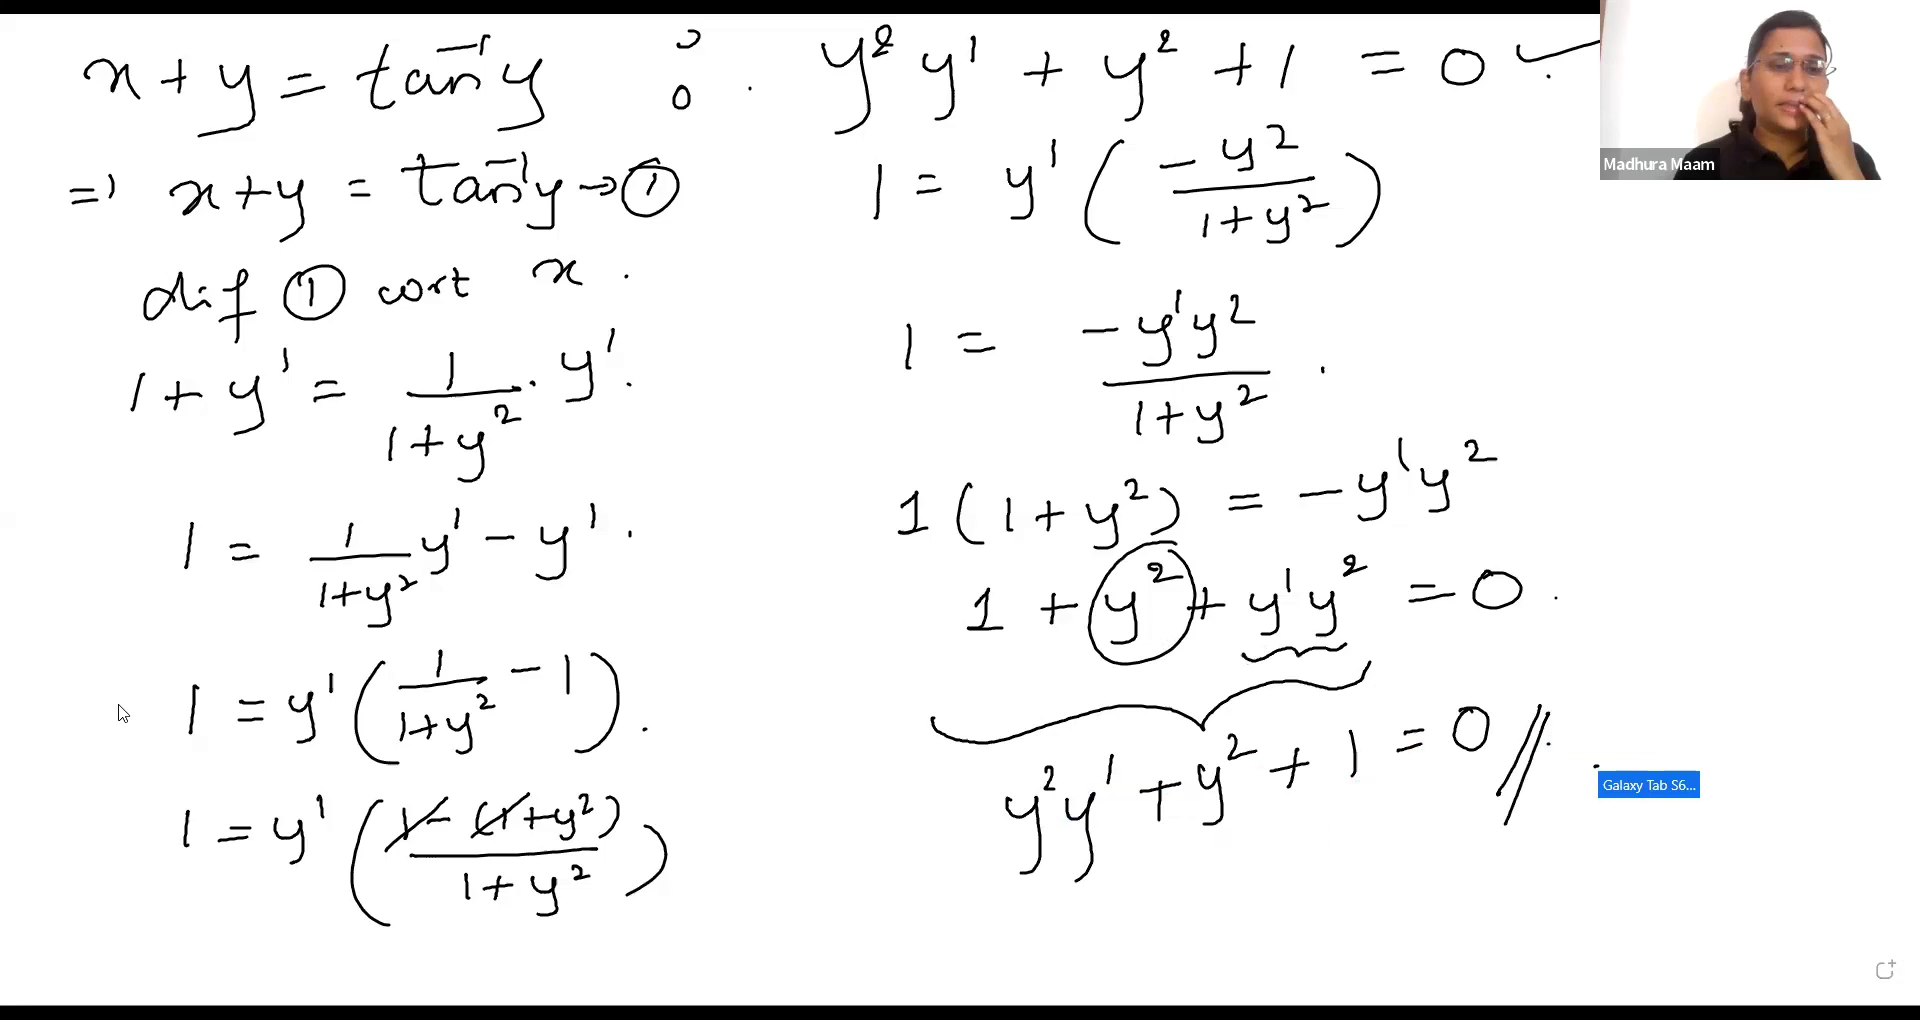 x + y = tan⁻¹y : y²y' + y² + 1 = 0
=> x + y = tan⁻¹y → ①
dif ① wrt x.
1 + y' = 1/(1+y²) · y'.
1 = 1/(1+y²) y' - y'.
1 = y' (1/(1+y²) - 1).
1 = y' ((1 - (1+y²))/(1+y²))
1 = y' (-y²/(1+y²))
1 = -y'y²/(1+y²).
1(1+y²) = -y'y²
1 + y² + y'y² = 0.
y²y' + y² + 1 = 0 //.
Madhura Maam
Galaxy Tab S6...